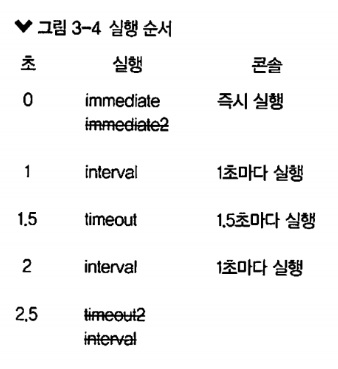 ❤ 그림 3-4 실행 순서
초 실행 콘솔
0 immediate 즉시 실행
immediate2
1 interval 1초마다 실행
1.5 timeout 1.5초마다 실행
2 interval 1초마다 실행
2.5 timeout2
interval